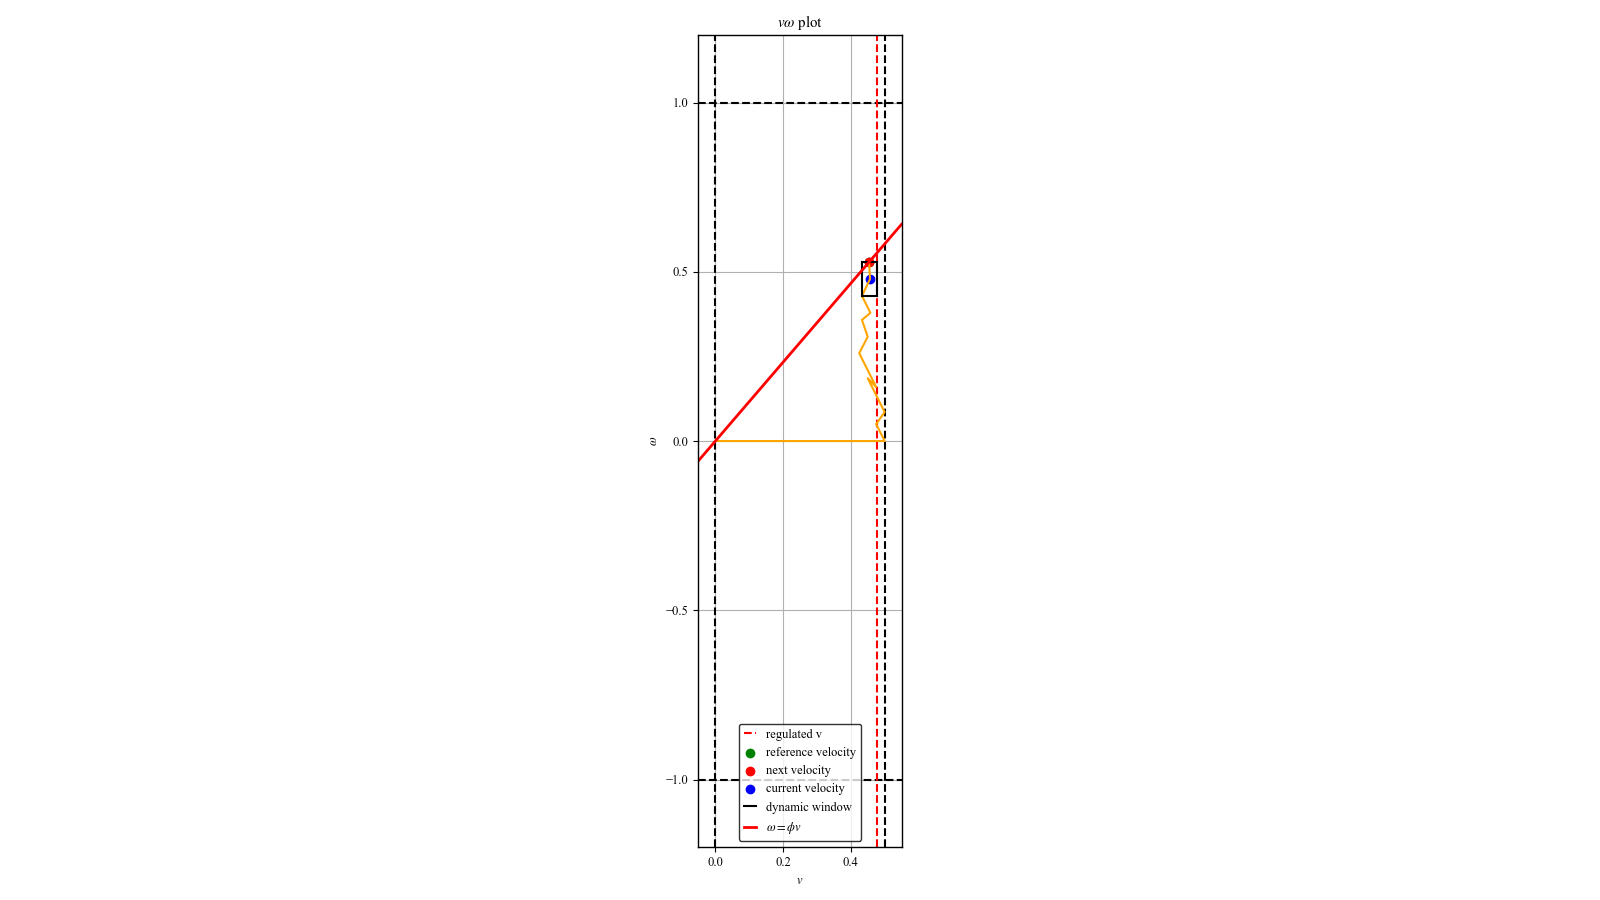 vω plot
1.0
0.5
0.0
−0.5
−1.0
ω
regulated v
reference velocity
next velocity
current velocity
dynamic window
ω = ϕv
0.0 0.2 0.4
v